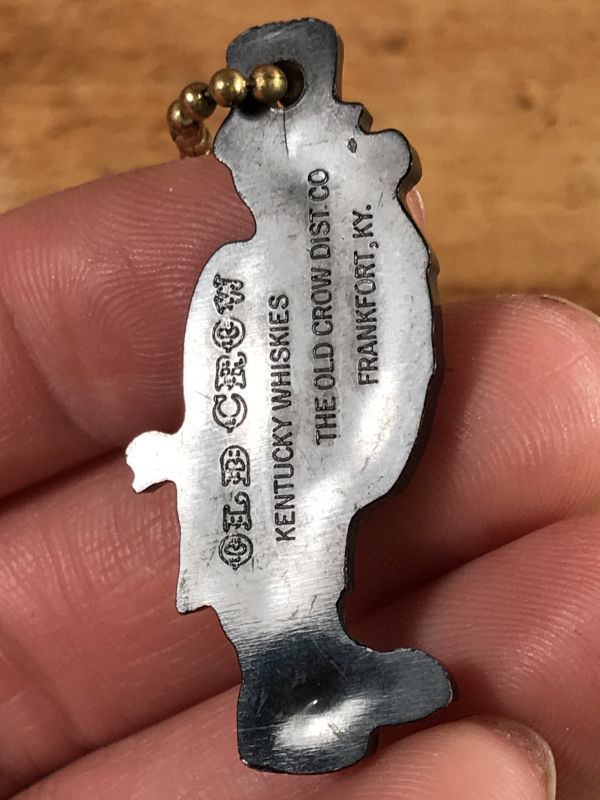 OLD CROW
KENTUCKY WHISKIES
THE OLD CROW DIST. CO
FRANKFORT, KY.